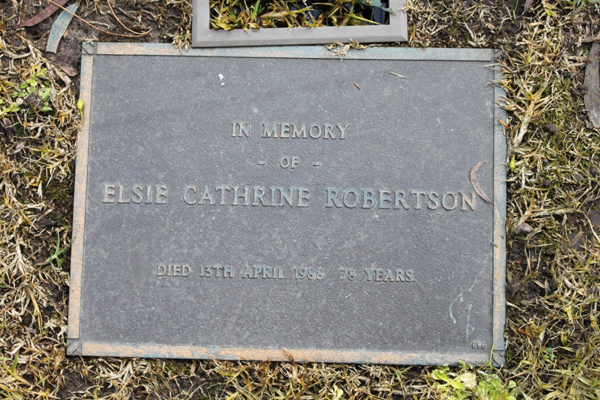 IN MEMORY
- OF -
ELSIE CATHRINE ROBERTSON
DIED 13TH APRIL 1988 78 YEARS.